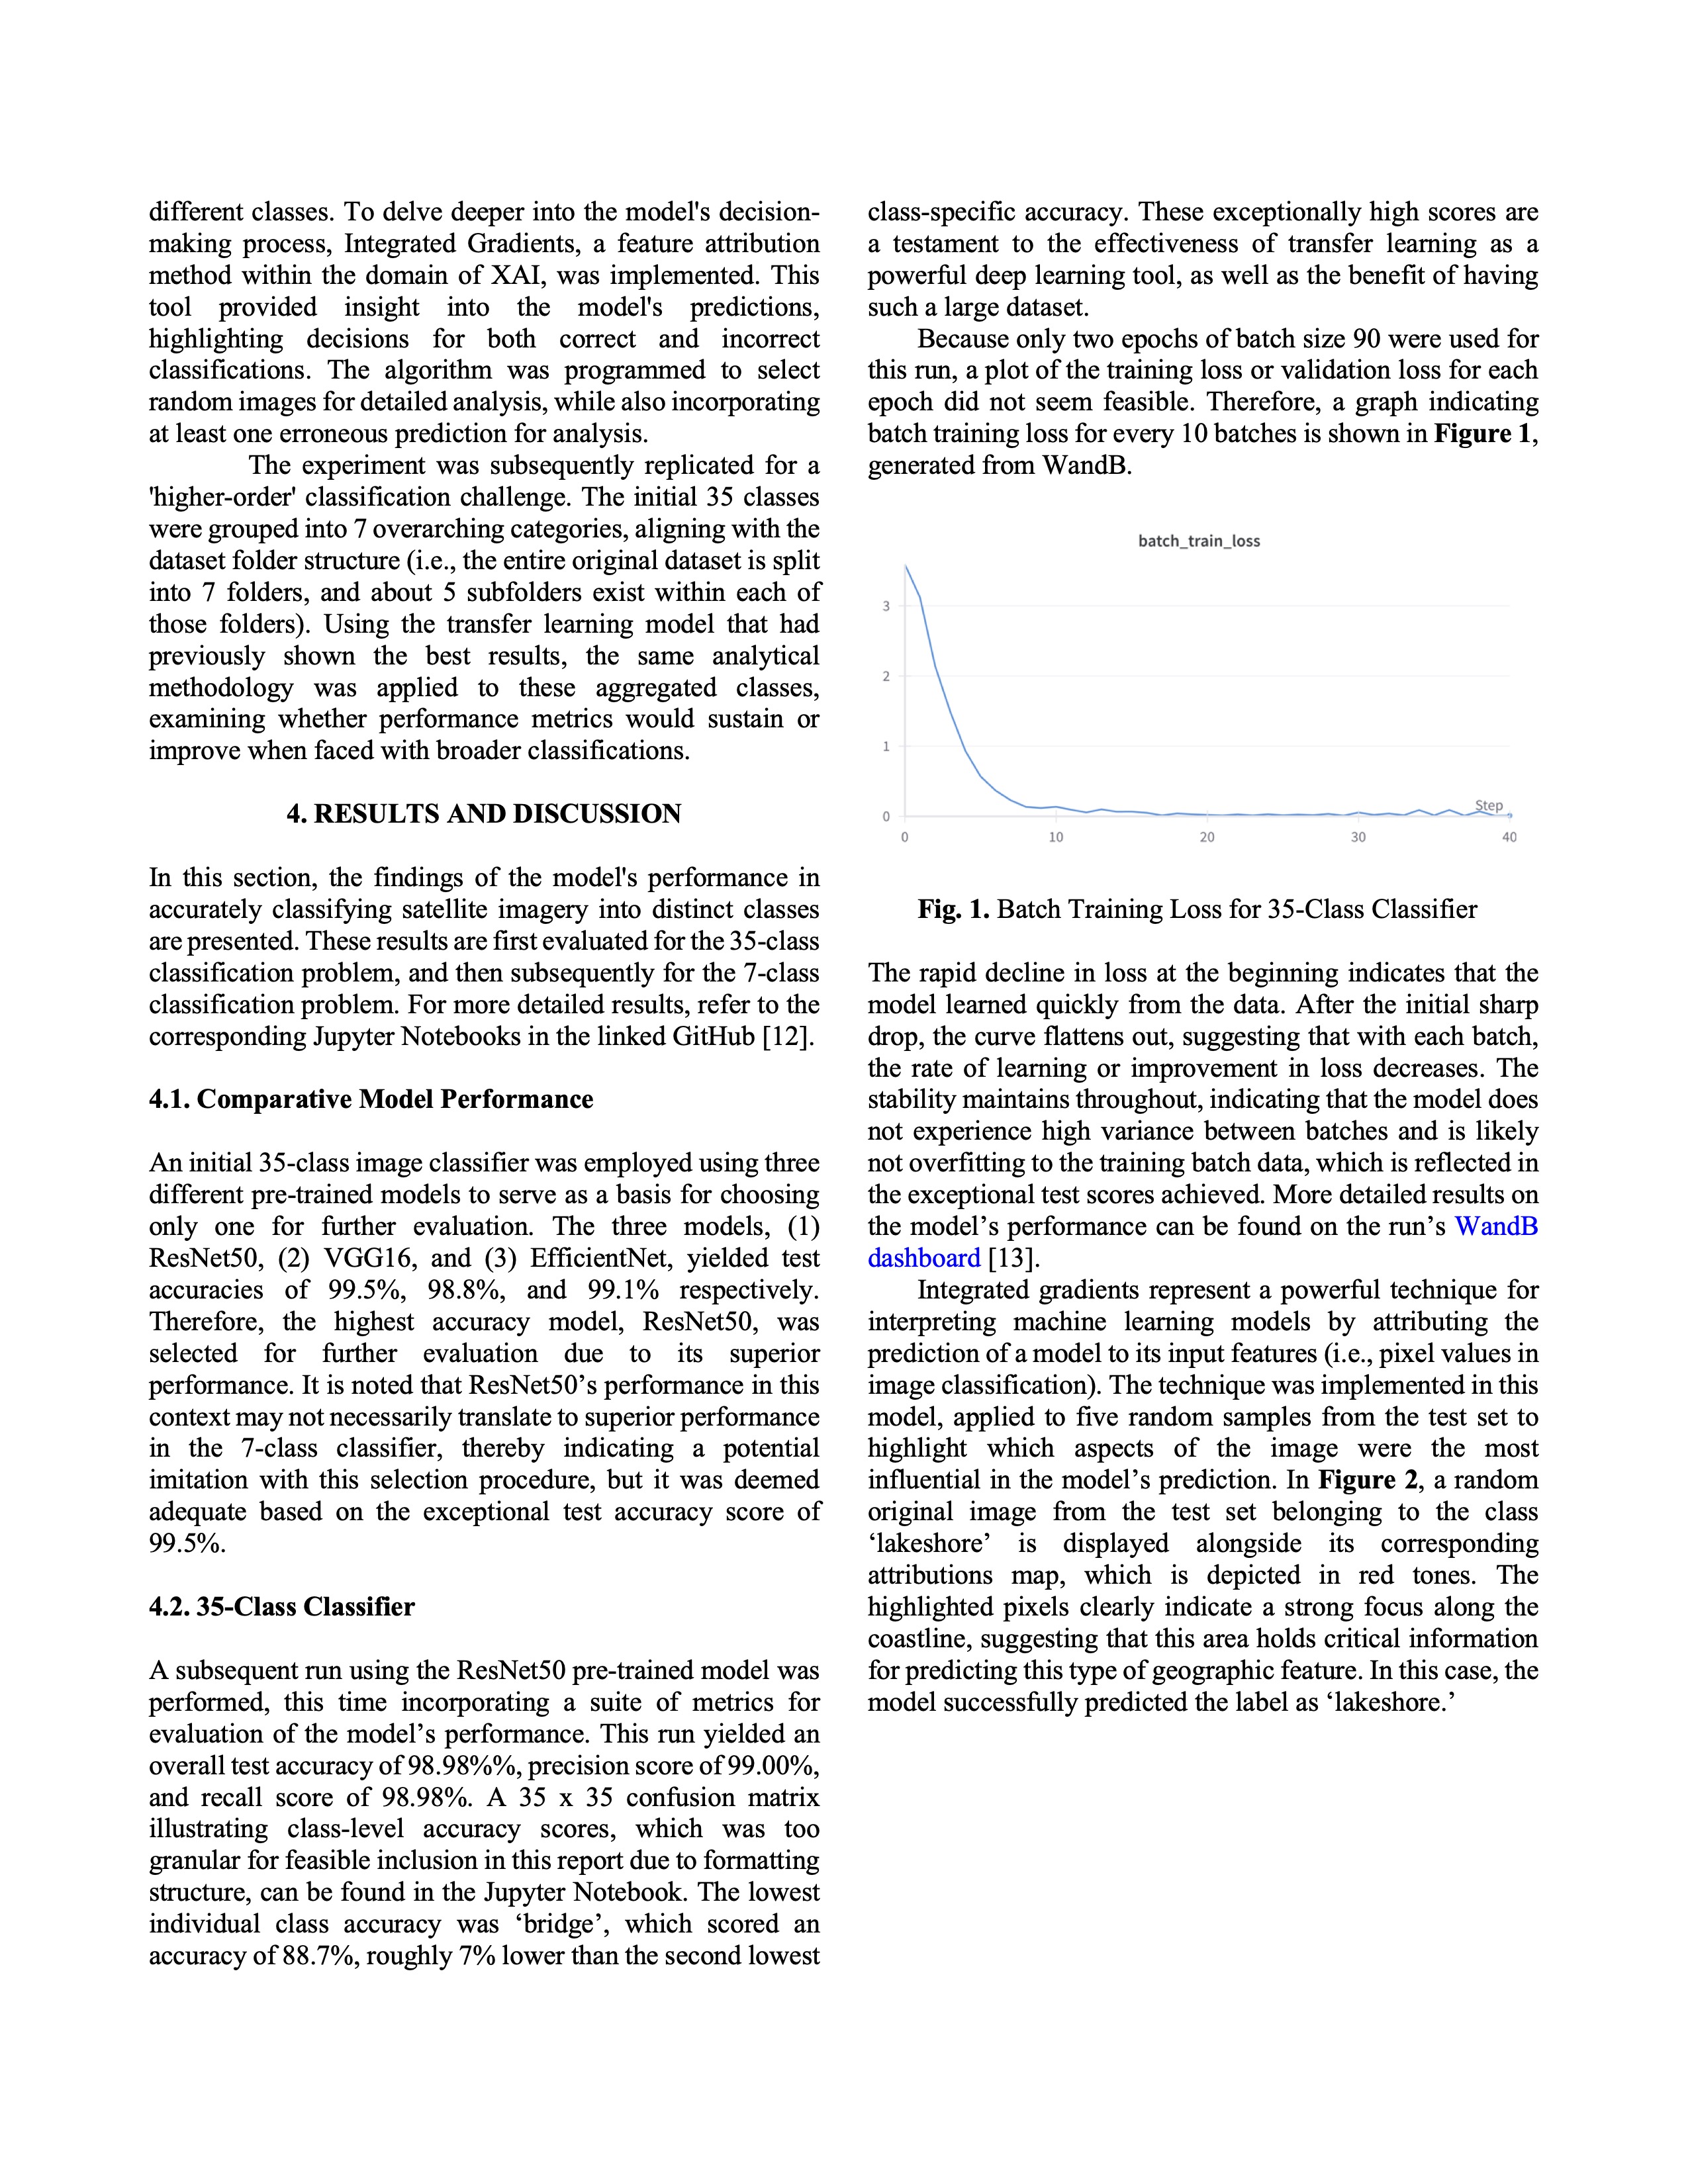 different classes. To delve deeper into the model's decision-
making process, Integrated Gradients, a feature attribution
method within the domain of XAI, was implemented. This
tool provided insight into the model's predictions,
highlighting decisions for both correct and incorrect
classifications. The algorithm was programmed to select
random images for detailed analysis, while also incorporating
at least one erroneous prediction for analysis.
The experiment was subsequently replicated for a
'higher-order' classification challenge. The initial 35 classes
were grouped into 7 overarching categories, aligning with the
dataset folder structure (i.e., the entire original dataset is split
into 7 folders, and about 5 subfolders exist within each of
those folders). Using the transfer learning model that had
previously shown the best results, the same analytical
methodology was applied to these aggregated classes,
examining whether performance metrics would sustain or
improve when faced with broader classifications.
4. RESULTS AND DISCUSSION
In this section, the findings of the model's performance in
accurately classifying satellite imagery into distinct classes
are presented. These results are first evaluated for the 35-class
classification problem, and then subsequently for the 7-class
classification problem. For more detailed results, refer to the
corresponding Jupyter Notebooks in the linked GitHub [12].
4.1. Comparative Model Performance
An initial 35-class image classifier was employed using three
different pre-trained models to serve as a basis for choosing
only one for further evaluation. The three models, (1)
ResNet50, (2) VGG16, and (3) EfficientNet, yielded test
accuracies of 99.5%, 98.8%, and 99.1% respectively.
Therefore, the highest accuracy model, ResNet50, was
selected for further evaluation due to its superior
performance. It is noted that ResNet50’s performance in this
context may not necessarily translate to superior performance
in the 7-class classifier, thereby indicating a potential
imitation with this selection procedure, but it was deemed
adequate based on the exceptional test accuracy score of
99.5%.
4.2. 35-Class Classifier
A subsequent run using the ResNet50 pre-trained model was
performed, this time incorporating a suite of metrics for
evaluation of the model’s performance. This run yielded an
overall test accuracy of 98.98%%, precision score of 99.00%,
and recall score of 98.98%. A 35 x 35 confusion matrix
illustrating class-level accuracy scores, which was too
granular for feasible inclusion in this report due to formatting
structure, can be found in the Jupyter Notebook. The lowest
individual class accuracy was ‘bridge’, which scored an
accuracy of 88.7%, roughly 7% lower than the second lowest
class-specific accuracy. These exceptionally high scores are
a testament to the effectiveness of transfer learning as a
powerful deep learning tool, as well as the benefit of having
such a large dataset.
Because only two epochs of batch size 90 were used for
this run, a plot of the training loss or validation loss for each
epoch did not seem feasible. Therefore, a graph indicating
batch training loss for every 10 batches is shown in Figure 1,
generated from WandB.
batch_train_loss
3
2
1
0
Step
0 10 20 30 40
Fig. 1. Batch Training Loss for 35-Class Classifier
The rapid decline in loss at the beginning indicates that the
model learned quickly from the data. After the initial sharp
drop, the curve flattens out, suggesting that with each batch,
the rate of learning or improvement in loss decreases. The
stability maintains throughout, indicating that the model does
not experience high variance between batches and is likely
not overfitting to the training batch data, which is reflected in
the exceptional test scores achieved. More detailed results on
the model’s performance can be found on the run’s WandB
dashboard [13].
Integrated gradients represent a powerful technique for
interpreting machine learning models by attributing the
prediction of a model to its input features (i.e., pixel values in
image classification). The technique was implemented in this
model, applied to five random samples from the test set to
highlight which aspects of the image were the most
influential in the model’s prediction. In Figure 2, a random
original image from the test set belonging to the class
‘lakeshore’ is displayed alongside its corresponding
attributions map, which is depicted in red tones. The
highlighted pixels clearly indicate a strong focus along the
coastline, suggesting that this area holds critical information
for predicting this type of geographic feature. In this case, the
model successfully predicted the label as ‘lakeshore.’